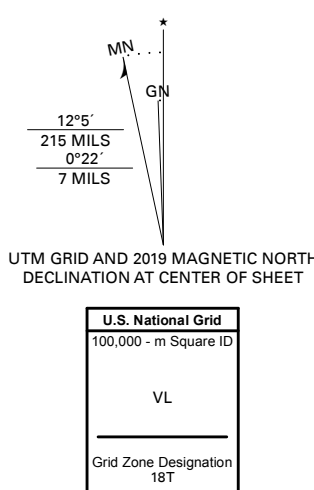 ★
MN
GN
12°5´
215 MILS
0°22´
7 MILS
UTM GRID AND 2019 MAGNETIC NORTH
DECLINATION AT CENTER OF SHEET
U.S. National Grid
100,000 - m Square ID
VL
Grid Zone Designation
18T